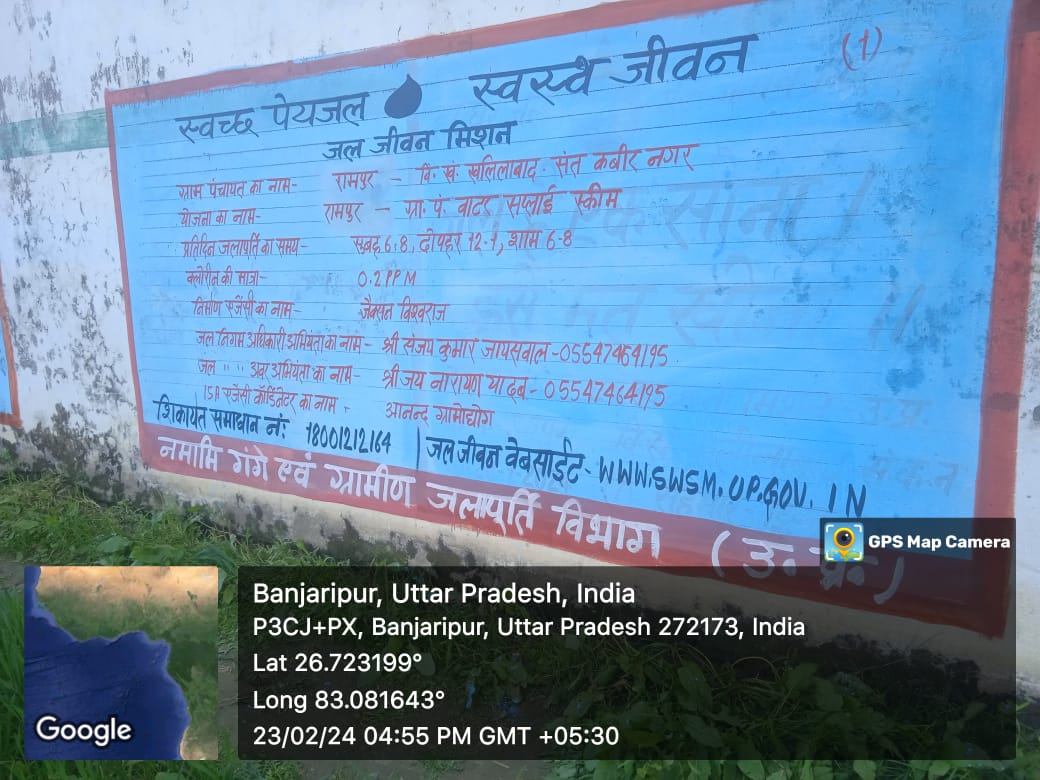 स्वच्छ पेयजल स्वस्थ जीवन (1)
जल जीवन मिशन
ग्राम पंचायत का नाम- रामपुर - वि. खं. खलिलाबाद. संत कबीर नगर
योजना का नाम- रामपुर - ग्रा. पं. वाटर सप्लाई स्कीम
प्रतिदिन जलापूर्ति का समय- सुबह 6.8, दोपहर 12-1, शाम 6-8
क्लोरीन की मात्रा- 0.2 PPM
निर्माण एजेंसी का नाम- जैक्सन विश्वराज
जल निगम अधिकारी अभियंता का नाम- श्री संजय कुमार जायसवाल-05547464195
जल " " अवर अभियंता का नाम- श्री जय नारायण यादव-05547464195
ISA एजेंसी कॉर्डिनेटर का नाम- आनन्द ग्रामोद्योग
शिकायत समाधान नं: 18001212164 | जल जीवन वेबसाईट-WWW.SWSM.UP.GOV.IN
नमामि गंगे एवं ग्रामीण जलापूर्ति विभाग (उ. प्र.)
GPS Map Camera
Banjaripur, Uttar Pradesh, India
P3CJ+PX, Banjaripur, Uttar Pradesh 272173, India
Lat 26.723199°
Long 83.081643°
23/02/24 04:55 PM GMT +05:30
Google